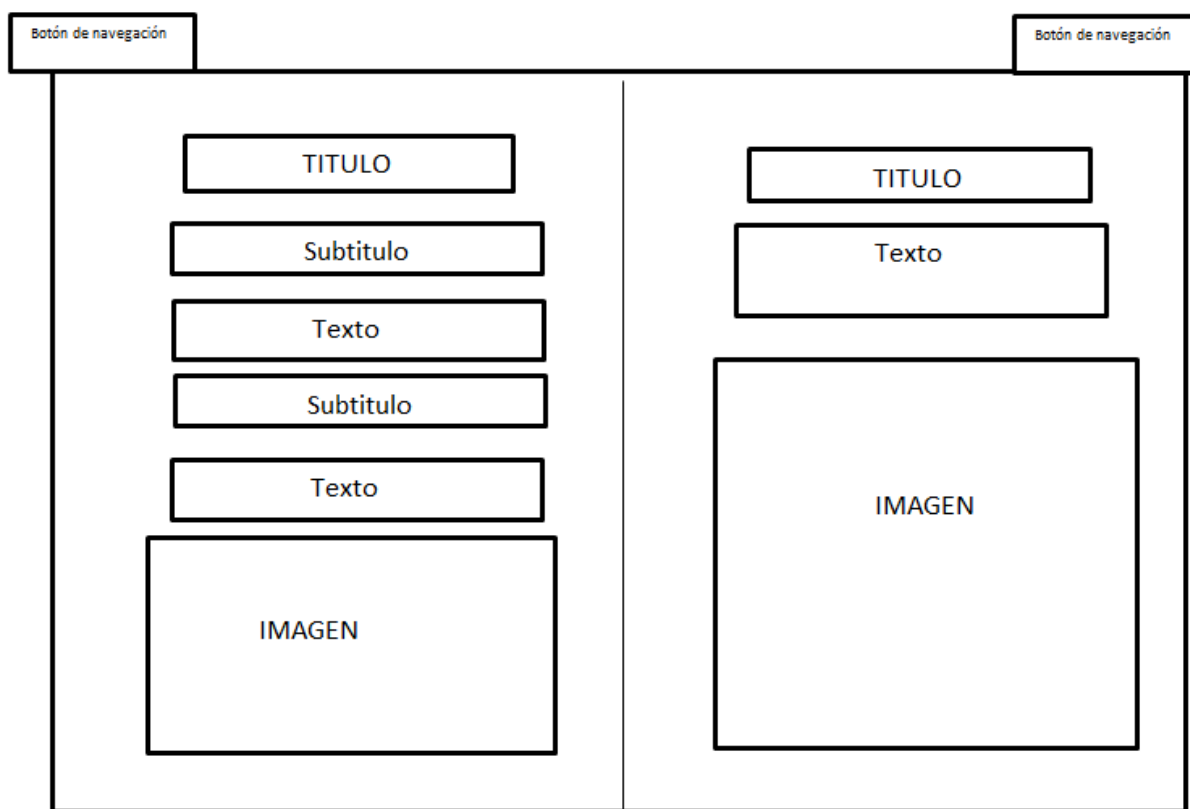 Botón de navegación
Botón de navegación
TITULO
Subtitulo
Texto
Subtitulo
Texto
IMAGEN
TITULO
Texto
IMAGEN